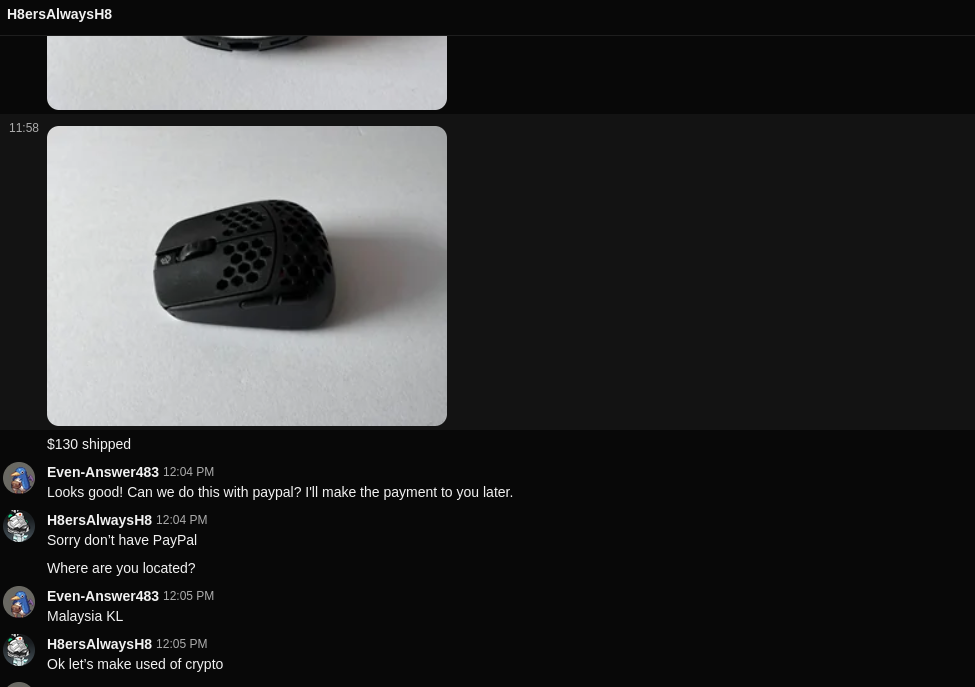 H8ersAlwaysH8
11:58
$130 shipped
Even-Answer483 12:04 PM
Looks good! Can we do this with paypal? I'll make the payment to you later.
H8ersAlwaysH8 12:04 PM
Sorry don’t have PayPal
Where are you located?
Even-Answer483 12:05 PM
Malaysia KL
H8ersAlwaysH8 12:05 PM
Ok let’s make used of crypto